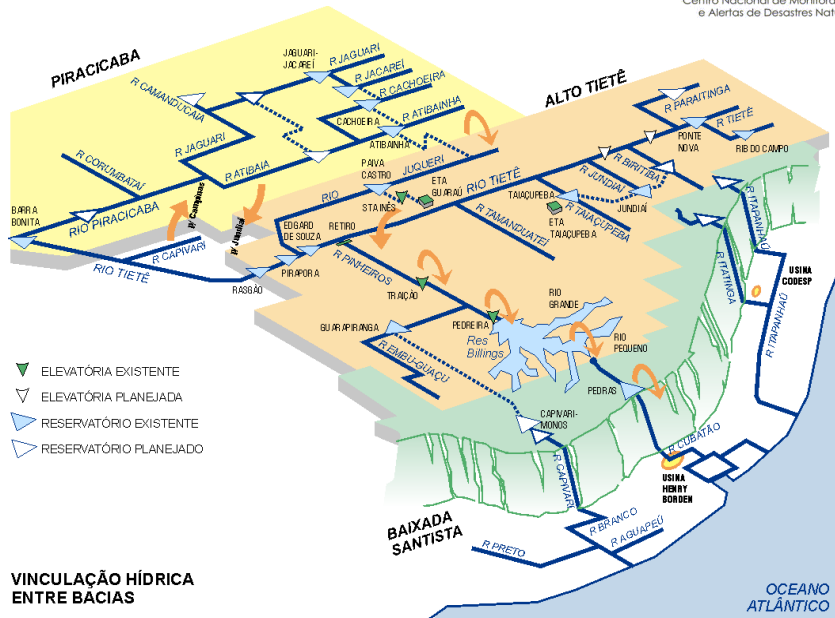 Centro Nacional de Monitora
e Alertas de Desastres Natu
PIRACICABA
JAGUARI-
JACAREÍ
R JAGUARI
R JACAREÍ
R CACHOEIRA
R CAMANDUCAIA
CACHOEIRA
R ATIBAINHA
ATIBAINHA
R JAGUARI
R CORUMBATAÍ
R ATIBAIA
ALTO TIETÊ
R PARAITINGA
R TIETÊ
PONTE
NOVA
RIB DO CAMPO
R BIRITIBA
R JUNDIAÍ
JUNDIAÍ
PAIVA
CASTRO
JUQUERI
RIO
ETA
GUARAÚ
STA INÊS
RIO TIETÊ
TAIAÇUPEBA
ETA
TAIAÇUPEBA
R TAIAÇUPEBA
R TAMANDUATEÍ
BARRA
BONITA
RIO PIRACICABA
P/ Campinas
P/ Jundiaí
R CAPIVARI
RIO TIETÊ
EDGARD
DE SOUZA
RETIRO
PIRAPORA
RASGÃO
R PINHEIROS
TRAIÇÃO
GUARAPIRANGA
PEDREIRA
RIO
GRANDE
Res
Billings
RIO
PEQUENO
R EMBU-GUAÇU
PEDRAS
CAPIVARI-
MONOS
R ITAPANHAÚ
R ITATINGA
USINA
CODESP
R ITAPANHAÚ
R CUBATÃO
USINA
HENRY
BORDEN
R CAPIVARI
BAIXADA
SANTISTA
R BRANCO
R AGUAPEÚ
R PRETO
ELEVATÓRIA EXISTENTE
ELEVATÓRIA PLANEJADA
RESERVATÓRIO EXISTENTE
RESERVATÓRIO PLANEJADO
VINCULAÇÃO HÍDRICA
ENTRE BACIAS
OCEANO
ATLÂNTICO